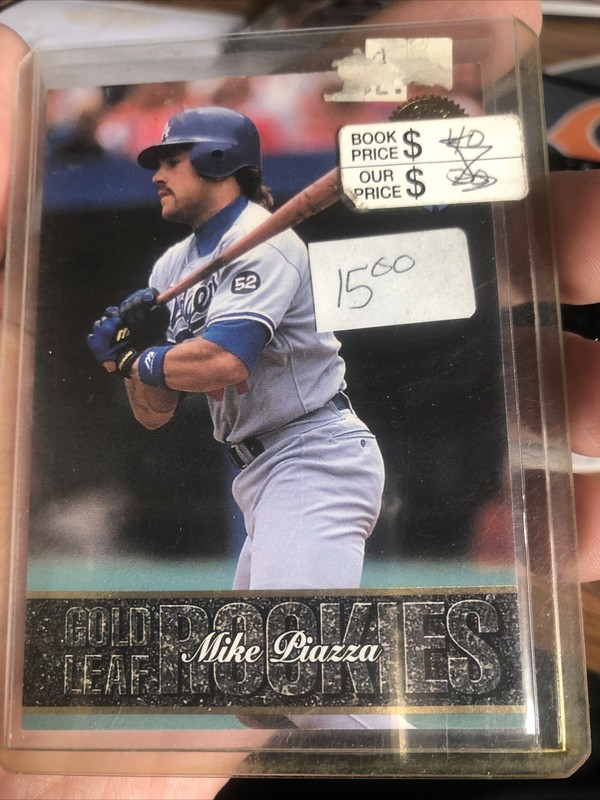 BOOK PRICE $ 40
OUR PRICE $
15 00
52
GOLD LEAF ROOKIES
Mike Piazza